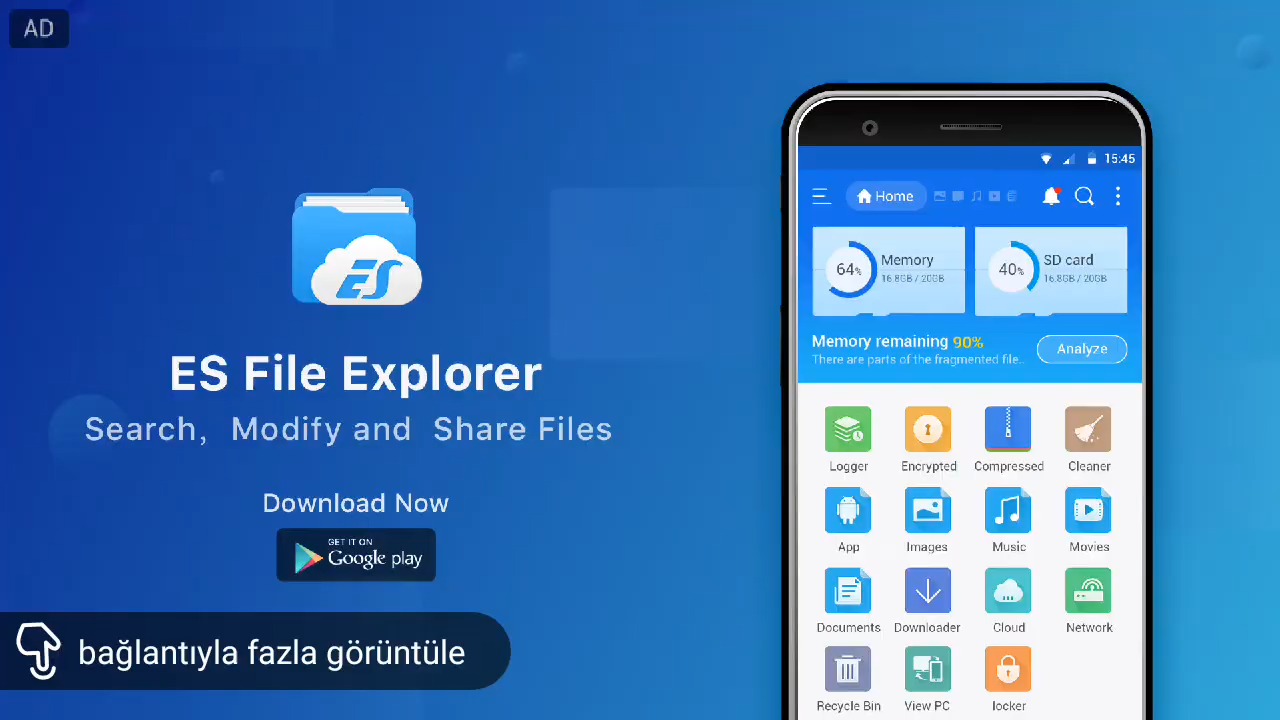 AD
ES
ES File Explorer
Search, Modify and Share Files
Download Now
GET IT ON
Google play
bağlantıyla fazla görüntüle
15:45
Home
64%
Memory
16.8GB / 20GB
40%
SD card
16.8GB / 20GB
Memory remaining 90%
There are parts of the fragmented file..
Analyze
Logger
Encrypted
Compressed
Cleaner
App
Images
Music
Movies
Documents
Downloader
Cloud
Network
Recycle Bin
View PC
locker